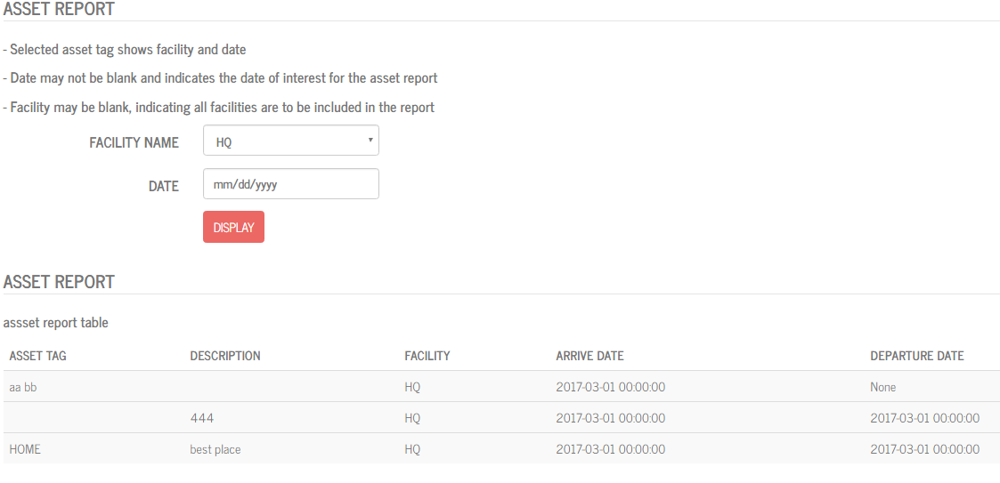 ASSET REPORT
- Selected asset tag shows facility and date
- Date may not be blank and indicates the date of interest for the asset report
- Facility may be blank, indicating all facilities are to be included in the report
FACILITY NAME HQ
DATE mm/dd/yyyy
DISPLAY
ASSET REPORT
assset report table
ASSET TAG DESCRIPTION FACILITY ARRIVE DATE DEPARTURE DATE
aa bb HQ 2017-03-01 00:00:00 None
444 HQ 2017-03-01 00:00:00 2017-03-01 00:00:00
HOME best place HQ 2017-03-01 00:00:00 2017-03-01 00:00:00